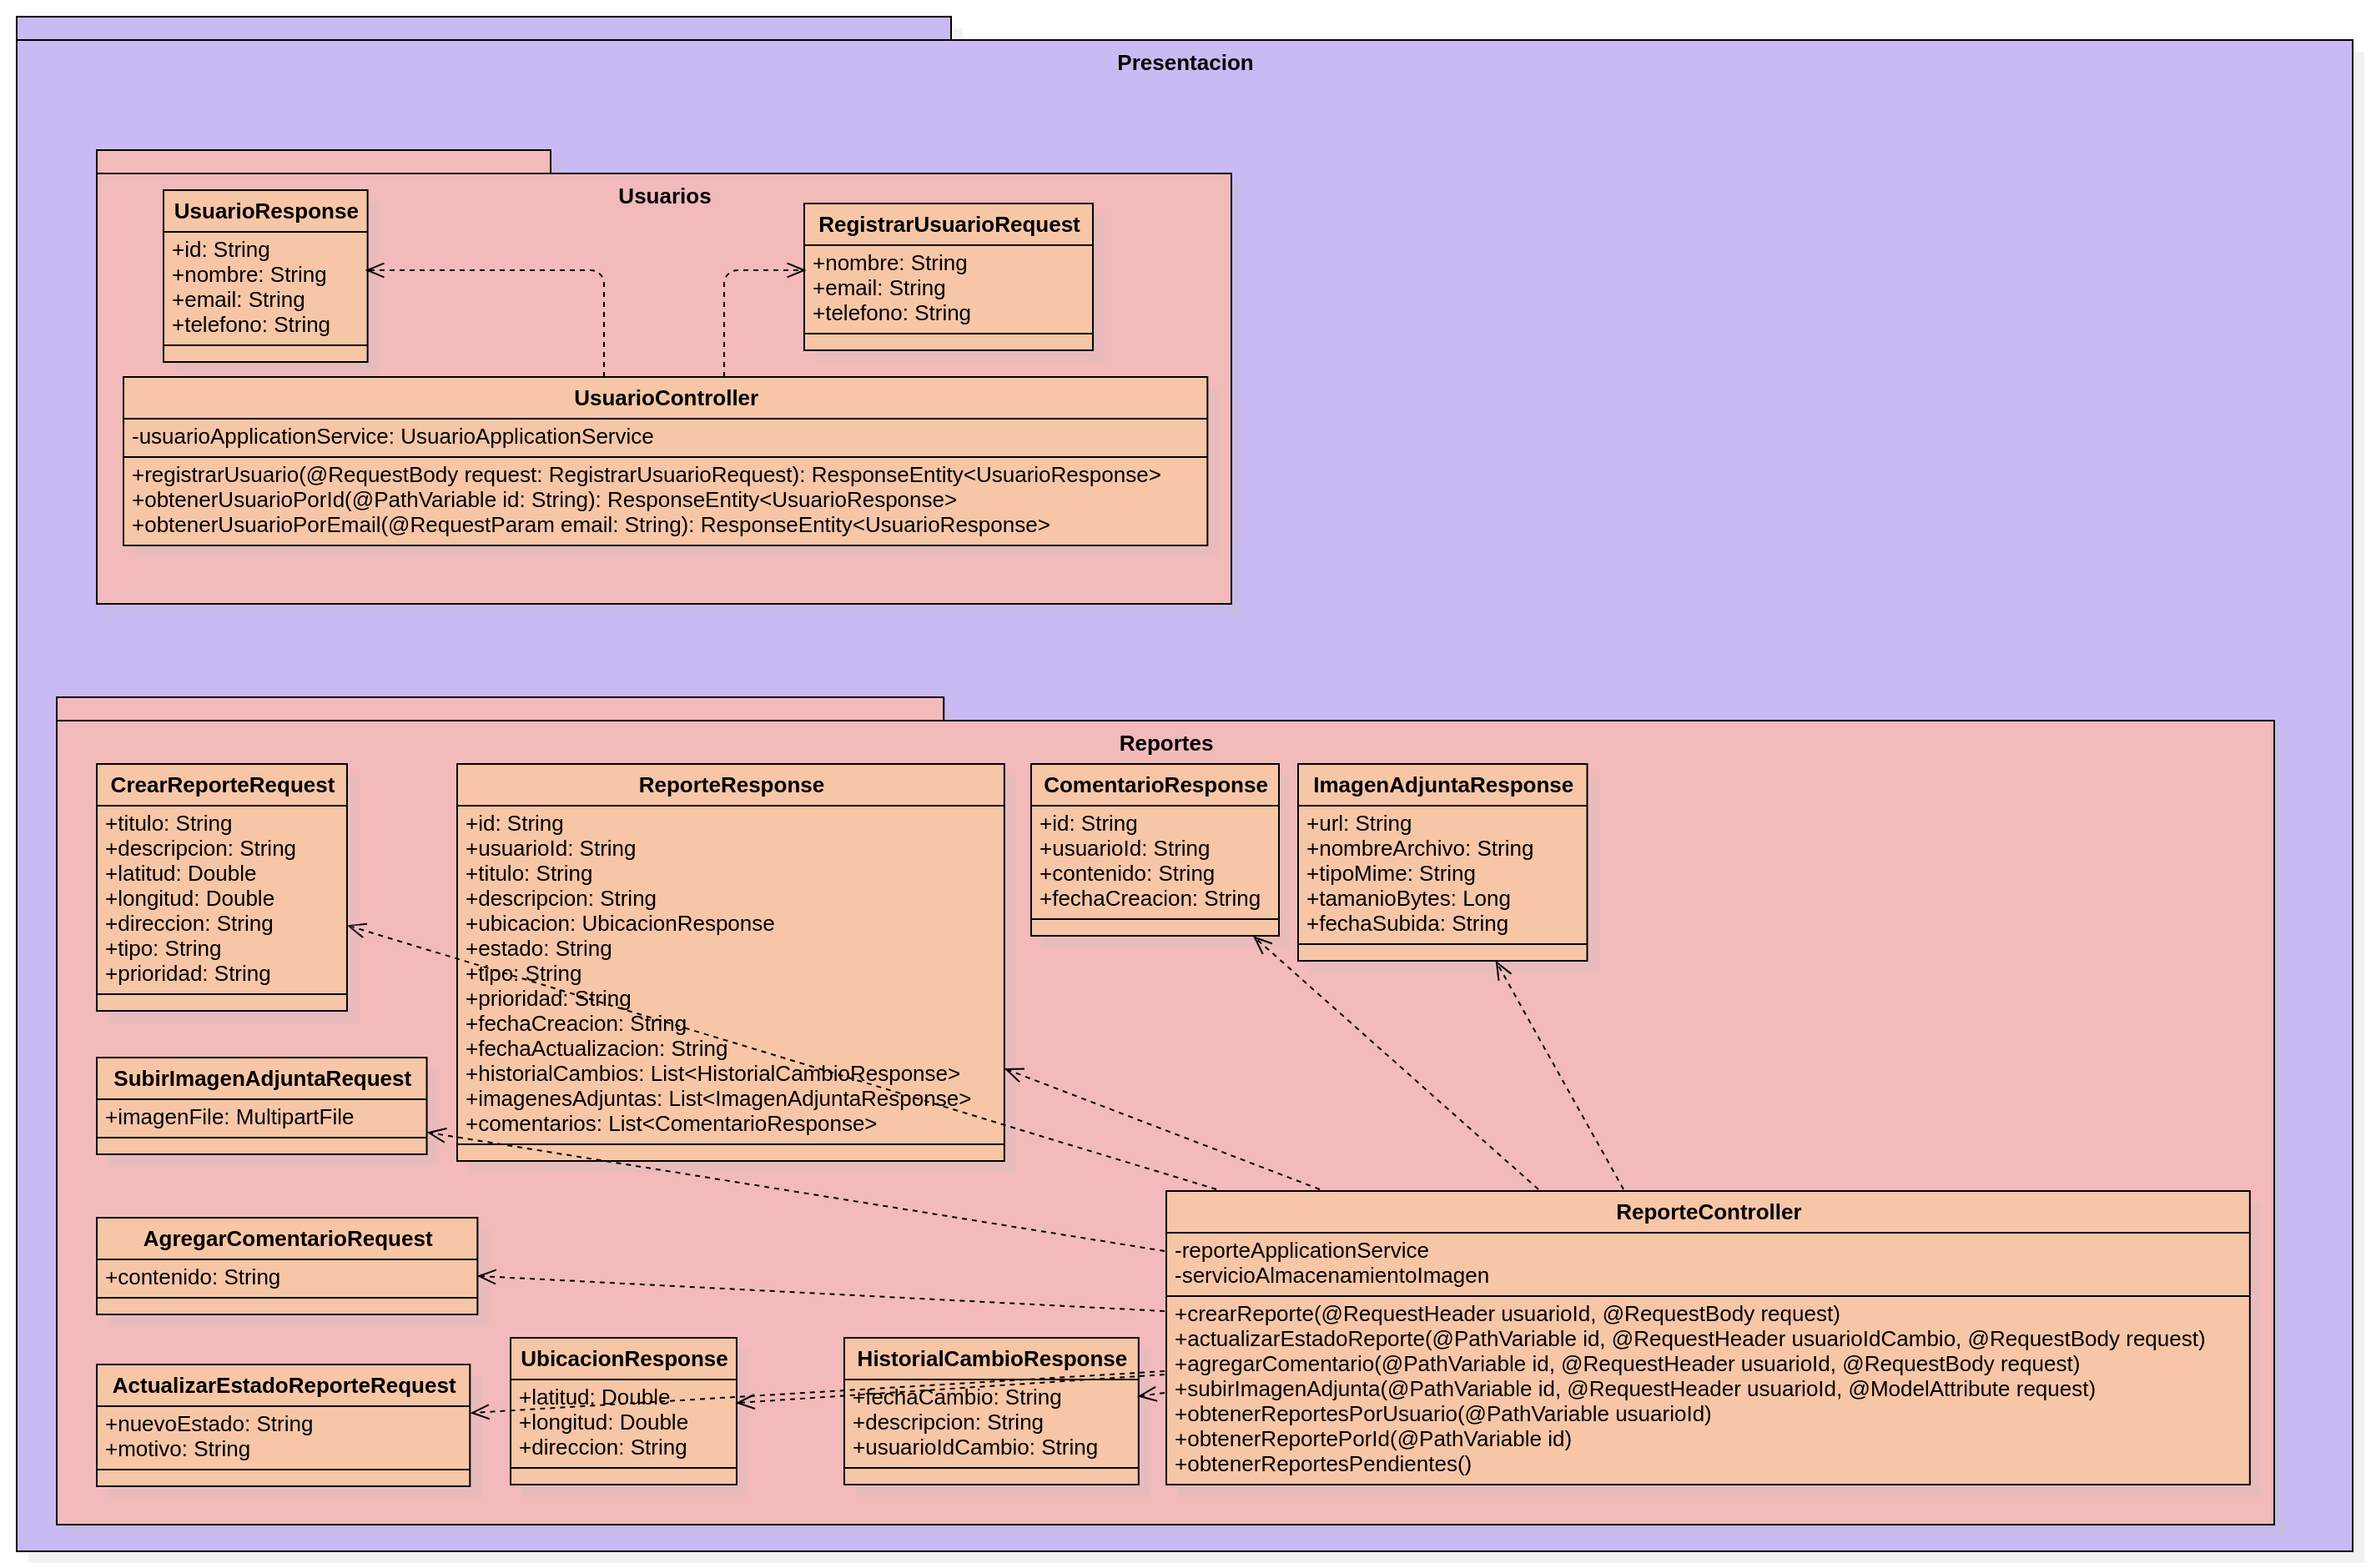 Presentacion
Usuarios
UsuarioResponse
+id: String
+nombre: String
+email: String
+telefono: String
RegistrarUsuarioRequest
+nombre: String
+email: String
+telefono: String
UsuarioController
-usuarioApplicationService: UsuarioApplicationService
+registrarUsuario(@RequestBody request: RegistrarUsuarioRequest): ResponseEntity<UsuarioResponse>
+obtenerUsuarioPorId(@PathVariable id: String): ResponseEntity<UsuarioResponse>
+obtenerUsuarioPorEmail(@RequestParam email: String): ResponseEntity<UsuarioResponse>
Reportes
CrearReporteRequest
+titulo: String
+descripcion: String
+latitud: Double
+longitud: Double
+direccion: String
+tipo: String
+prioridad: String
ReporteResponse
+id: String
+usuarioId: String
+titulo: String
+descripcion: String
+ubicacion: UbicacionResponse
+estado: String
+tipo: String
+prioridad: String
+fechaCreacion: String
+fechaActualizacion: String
+historialCambios: List<HistorialCambioResponse>
+imagenesAdjuntas: List<ImagenAdjuntaResponse>
+comentarios: List<ComentarioResponse>
ComentarioResponse
+id: String
+usuarioId: String
+contenido: String
+fechaCreacion: String
ImagenAdjuntaResponse
+url: String
+nombreArchivo: String
+tipoMime: String
+tamanioBytes: Long
+fechaSubida: String
SubirImagenAdjuntaRequest
+imagenFile: MultipartFile
AgregarComentarioRequest
+contenido: String
ActualizarEstadoReporteRequest
+nuevoEstado: String
+motivo: String
UbicacionResponse
+latitud: Double
+longitud: Double
+direccion: String
HistorialCambioResponse
+fechaCambio: String
+descripcion: String
+usuarioIdCambio: String
ReporteController
-reporteApplicationService
-servicioAlmacenamientoImagen
+crearReporte(@RequestHeader usuarioId, @RequestBody request)
+actualizarEstadoReporte(@PathVariable id, @RequestHeader usuarioIdCambio, @RequestBody request)
+agregarComentario(@PathVariable id, @RequestHeader usuarioId, @RequestBody request)
+subirImagenAdjunta(@PathVariable id, @RequestHeader usuarioId, @ModelAttribute request)
+obtenerReportesPorUsuario(@PathVariable usuarioId)
+obtenerReportePorId(@PathVariable id)
+obtenerReportesPendientes()